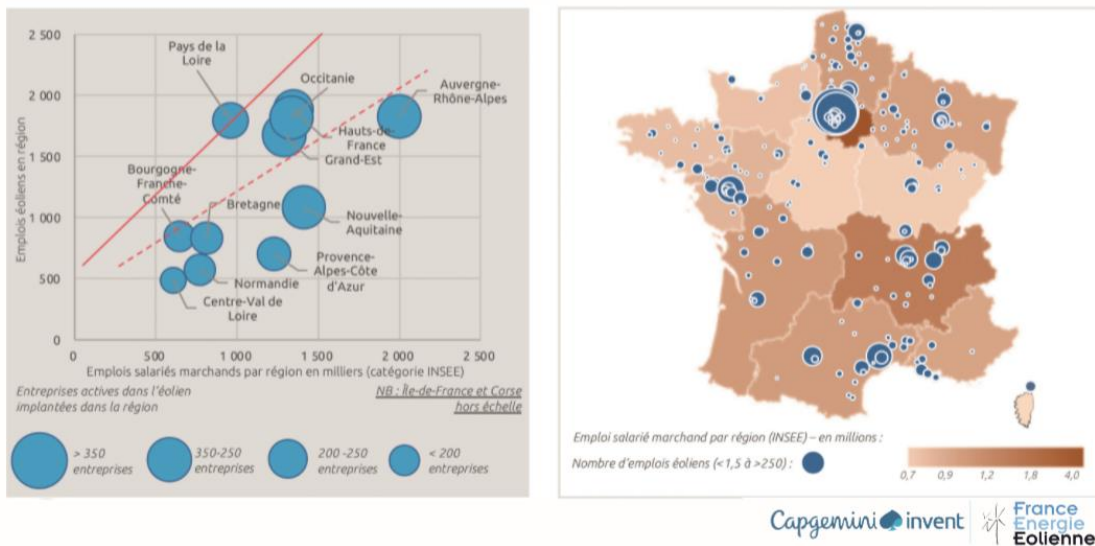 Emplois éoliens en région
2 500
2 000
1 500
1 000
500
0
Pays de la
Loire
Occitanie
Auvergne-
Rhône-Alpes
Hauts-de-
France
Grand-Est
Bourgogne-
Franche-
Comté
Bretagne
Nouvelle-
Aquitaine
Provence-
Alpes-Côte
d'Azur
Normandie
Centre-Val de
Loire
0
500
1 000
1 500
2 000
2 500
Emplois salariés marchands par région en milliers (catégorie INSEE)
Entreprises actives dans l'éolien
implantées dans la région
NB : Île-de-France et Corse
hors échelle
> 350
entreprises
350-250
entreprises
200 -250
entreprises
< 200
entreprises
Emploi salarié marchand par région (INSEE) – en millions :
Nombre d'emplois éoliens (<1,5 à >250) :
0,7 0,9 1,2 1,8 4,0
Capgemini invent
France
Energie
Eolienne